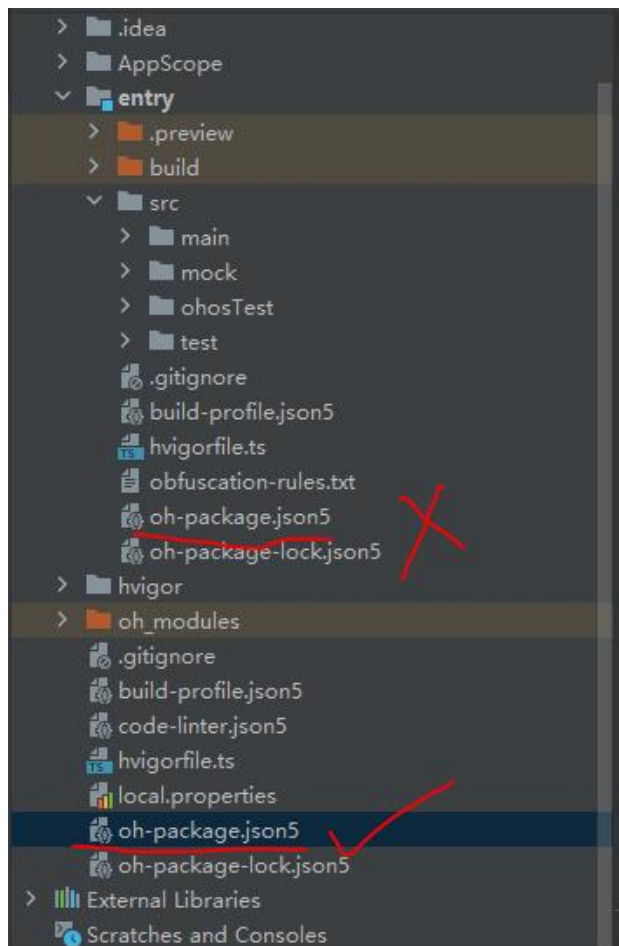 .idea
AppScope
entry
.preview
build
src
main
mock
ohosTest
test
.gitignore
build-profile.json5
hvigorfile.ts
obfuscation-rules.txt
oh-package.json5
oh-package-lock.json5
hvigor
oh_modules
.gitignore
build-profile.json5
code-linter.json5
hvigorfile.ts
local.properties
oh-package.json5
oh-package-lock.json5
External Libraries
Scratches and Consoles